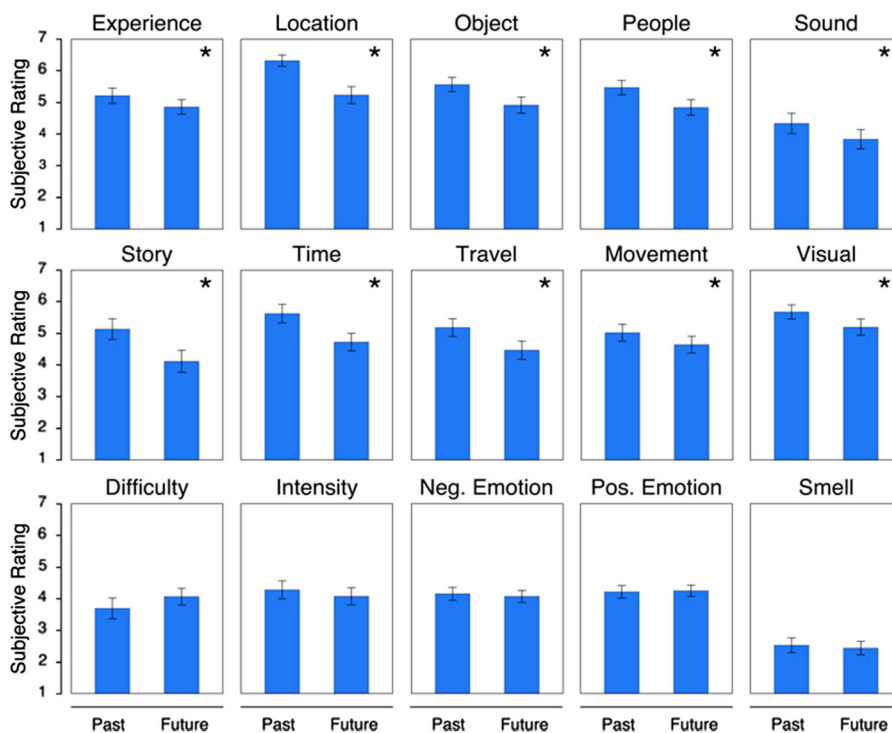 Experience Location Object People Sound
Subjective Rating
7 * * * * *
6
5
4
3
2
1
Story Time Travel Movement Visual
Subjective Rating
7 * * * * *
6
5
4
3
2
1
Difficulty Intensity Neg. Emotion Pos. Emotion Smell
Subjective Rating
7
6
5
4
3
2
1
Past Future Past Future Past Future Past Future Past Future